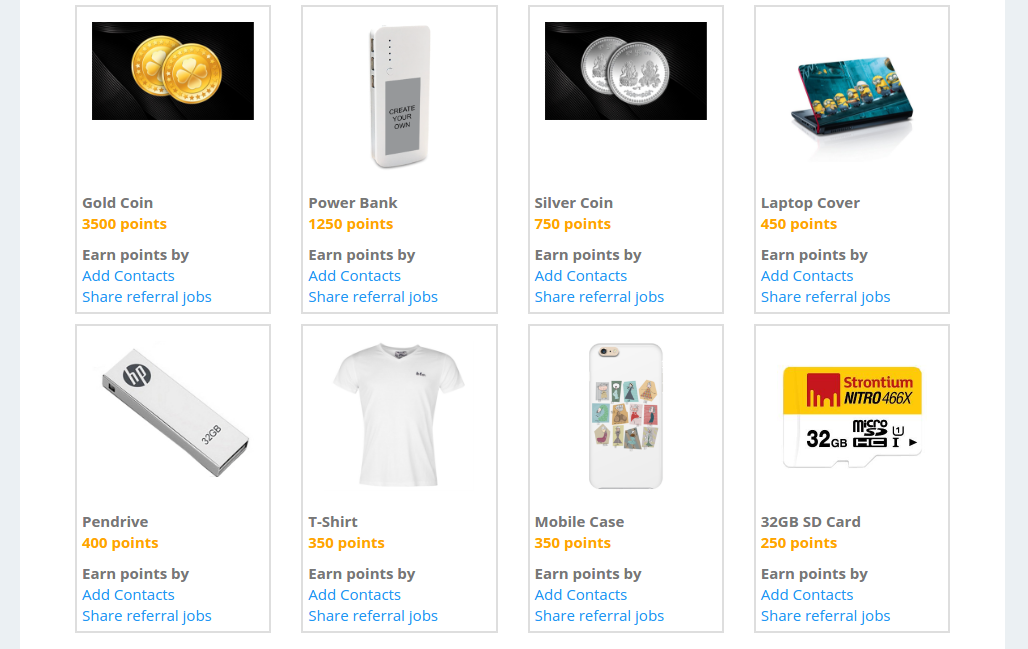 CREATE
YOUR
OWN
Gold Coin
3500 points
Earn points by
Add Contacts
Share referral jobs
Power Bank
1250 points
Earn points by
Add Contacts
Share referral jobs
Silver Coin
750 points
Earn points by
Add Contacts
Share referral jobs
Laptop Cover
450 points
Earn points by
Add Contacts
Share referral jobs
hp
32GB
Strontium
NITRO 466X
32GB micro SD HC I U1
Pendrive
400 points
Earn points by
Add Contacts
Share referral jobs
T-Shirt
350 points
Earn points by
Add Contacts
Share referral jobs
Mobile Case
350 points
Earn points by
Add Contacts
Share referral jobs
32GB SD Card
250 points
Earn points by
Add Contacts
Share referral jobs